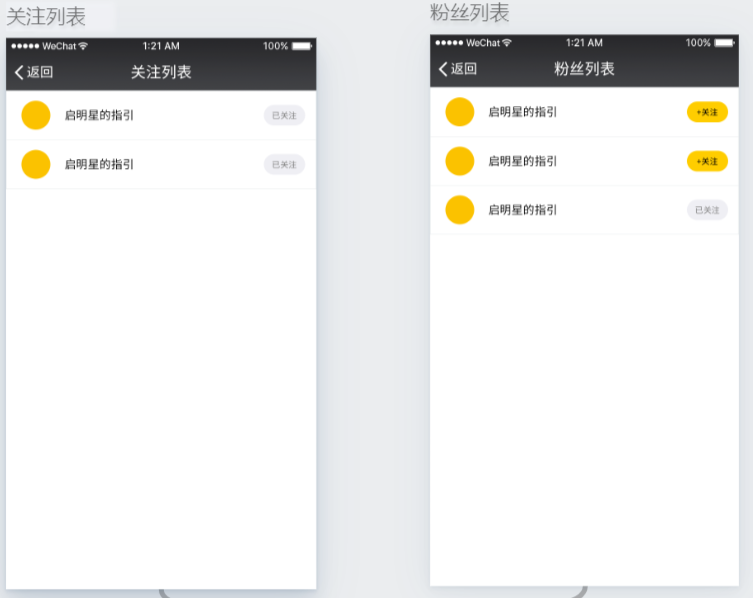 关注列表
●●●●● WeChat 1:21 AM 100%
返回 关注列表
启明星的指引 已关注
启明星的指引 已关注
粉丝列表
●●●●● WeChat 1:21 AM 100%
返回 粉丝列表
启明星的指引 +关注
启明星的指引 +关注
启明星的指引 已关注